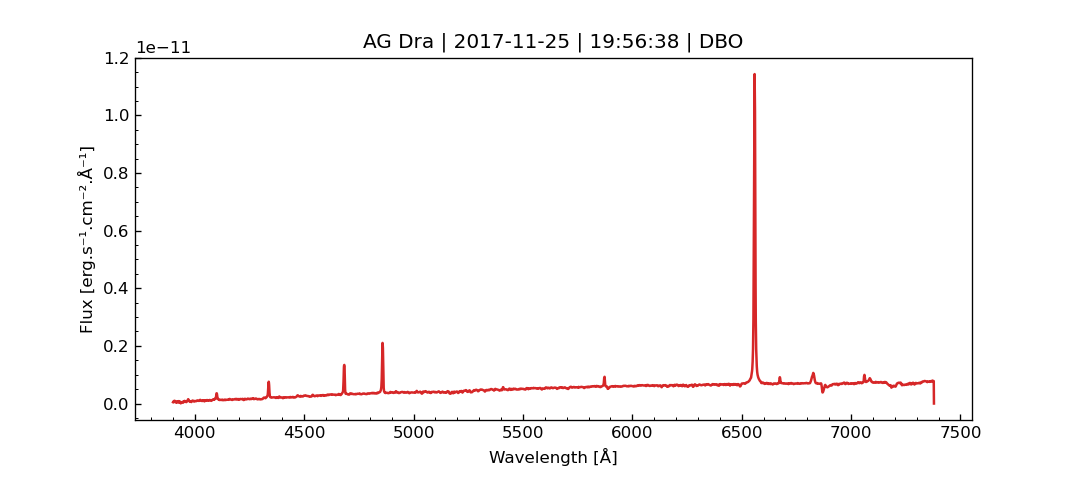 AG Dra | 2017-11-25 | 19:56:38 | DBO
1e−11
1.2
1.0
0.8
0.6
0.4
0.2
0.0
Flux [erg.s⁻¹.cm⁻².Å⁻¹]
4000 4500 5000 5500 6000 6500 7000 7500
Wavelength [Å]